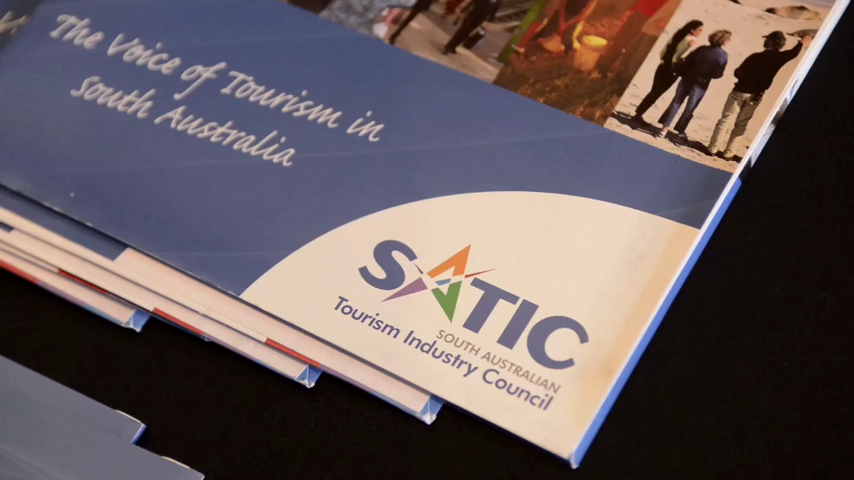 The Voice of Tourism in
South Australia
SATIC
SOUTH AUSTRALIAN
Tourism Industry Council